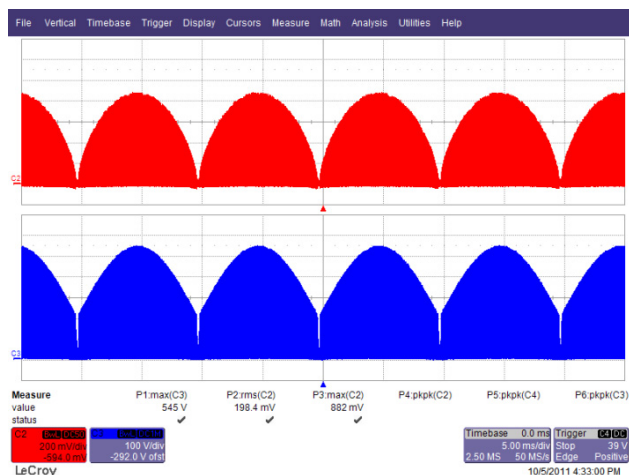 File Vertical Timebase Trigger Display Cursors Measure Math Analysis Utilities Help
C2
C3
Measure P1:max(C3) P2:rms(C2) P3:max(C2) P4:pkpk(C2) P5:pkpk(C4) P6:pkpk(C3)
value 545 V 198.4 mV 882 mV
status ✔ ✔ ✔
C2 BwL DC50
200 mV/div
-594.0 mV
100 V/div
-292.0 V ofst
Timebase 0.0 ms
5.00 ms/div
2.50 MS 50 MS/s
Trigger C4 DC
Stop 39 V
Edge Positive
LeCroy 10/5/2011 4:33:00 PM